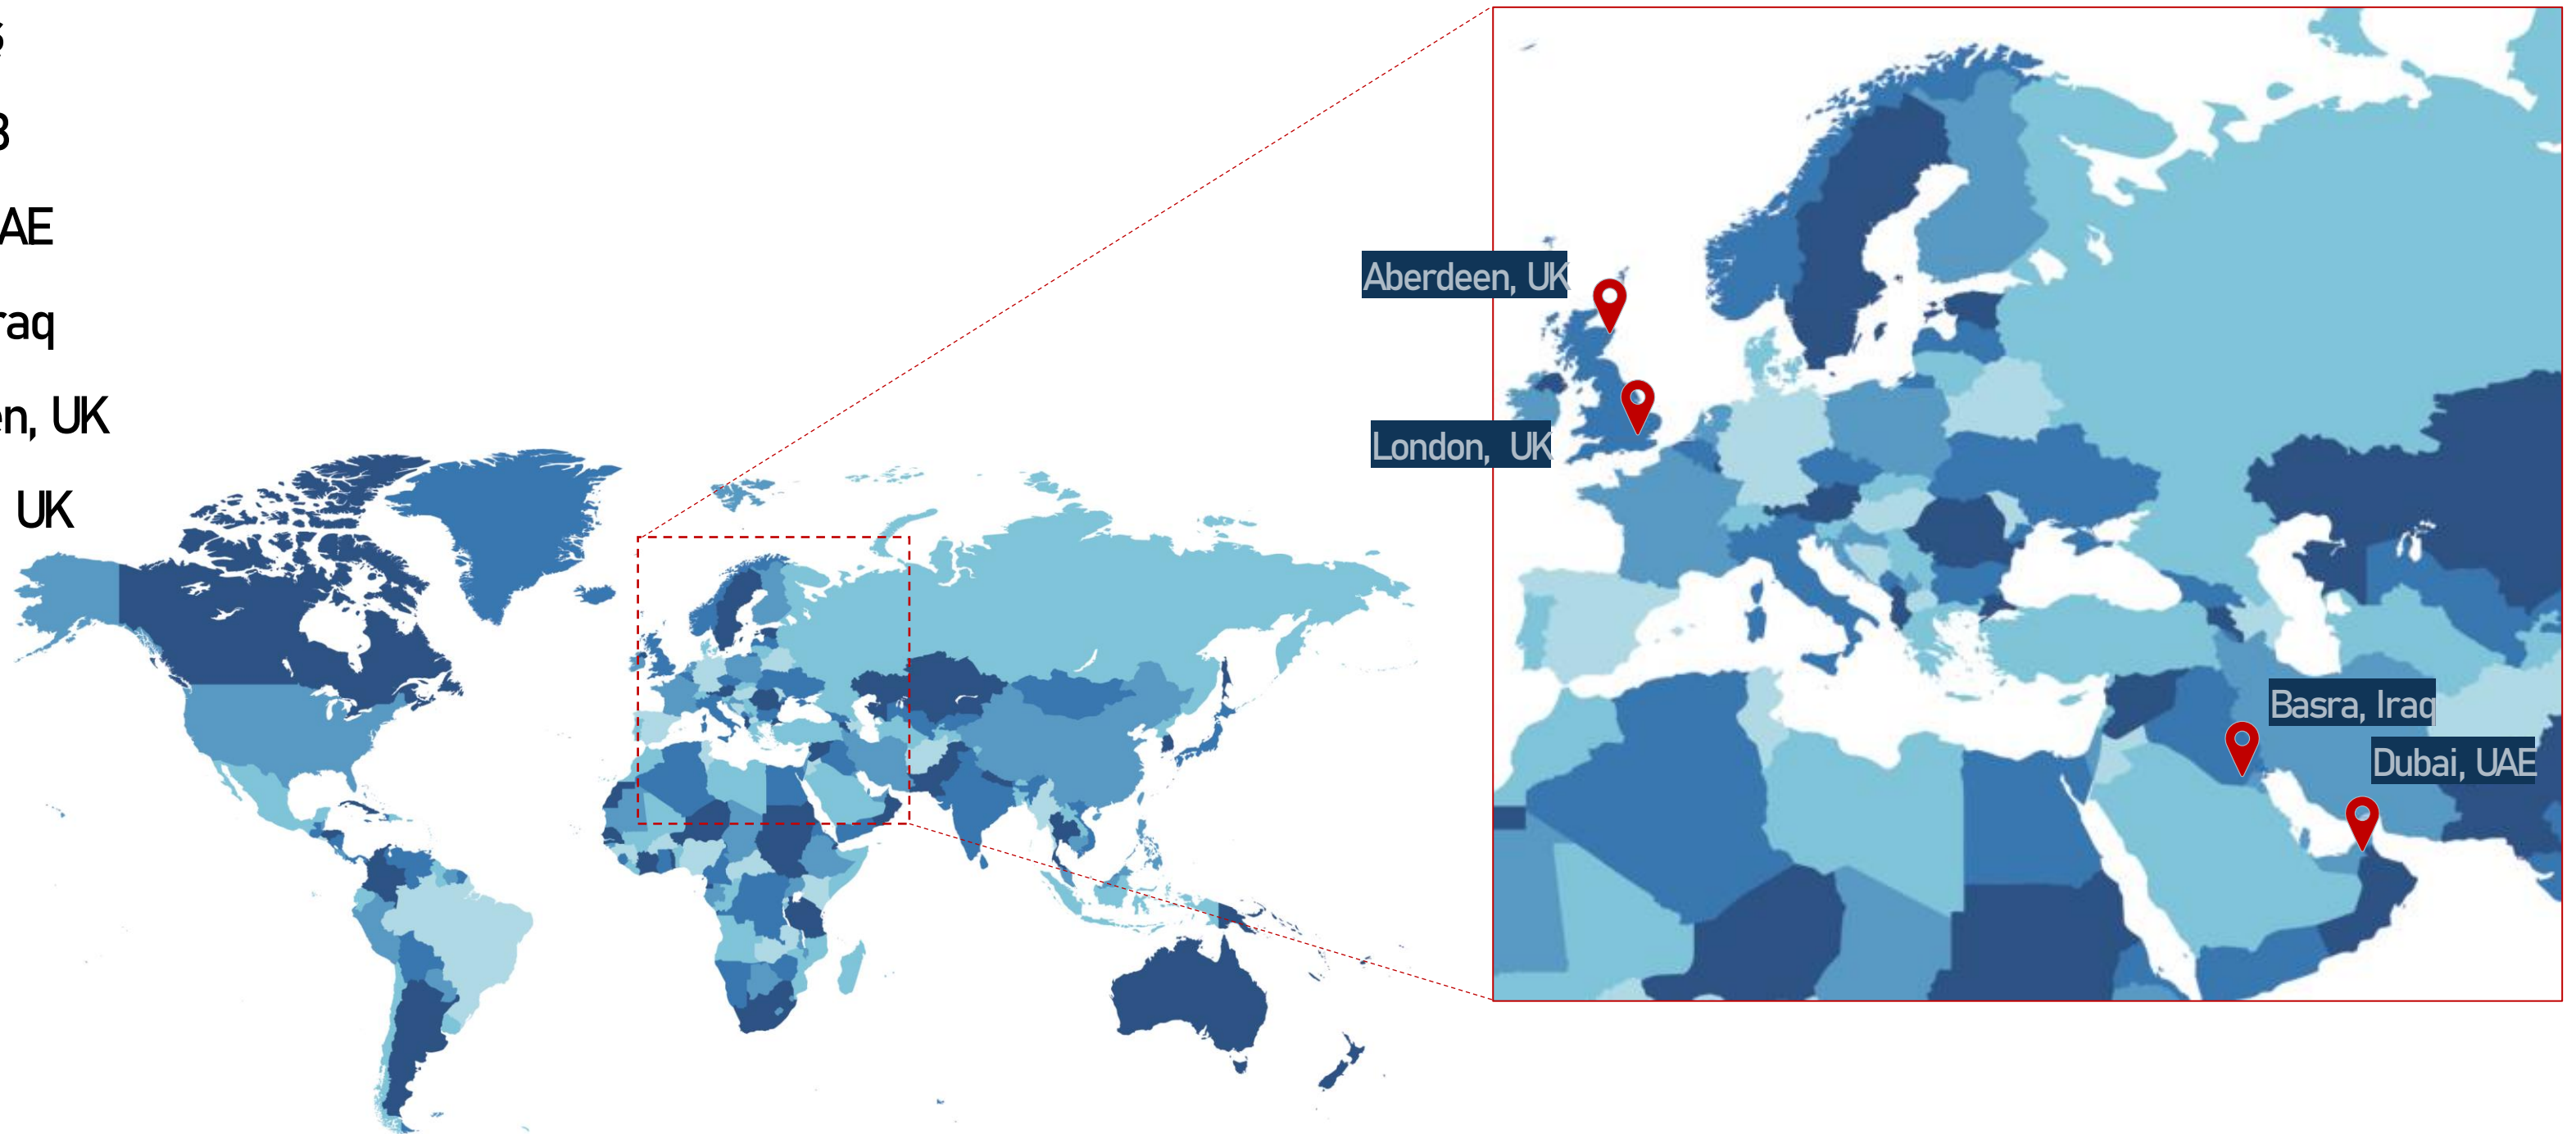 AE
raq
en, UK
UK
Aberdeen, UK
London, UK
Basra, Iraq
Dubai, UAE